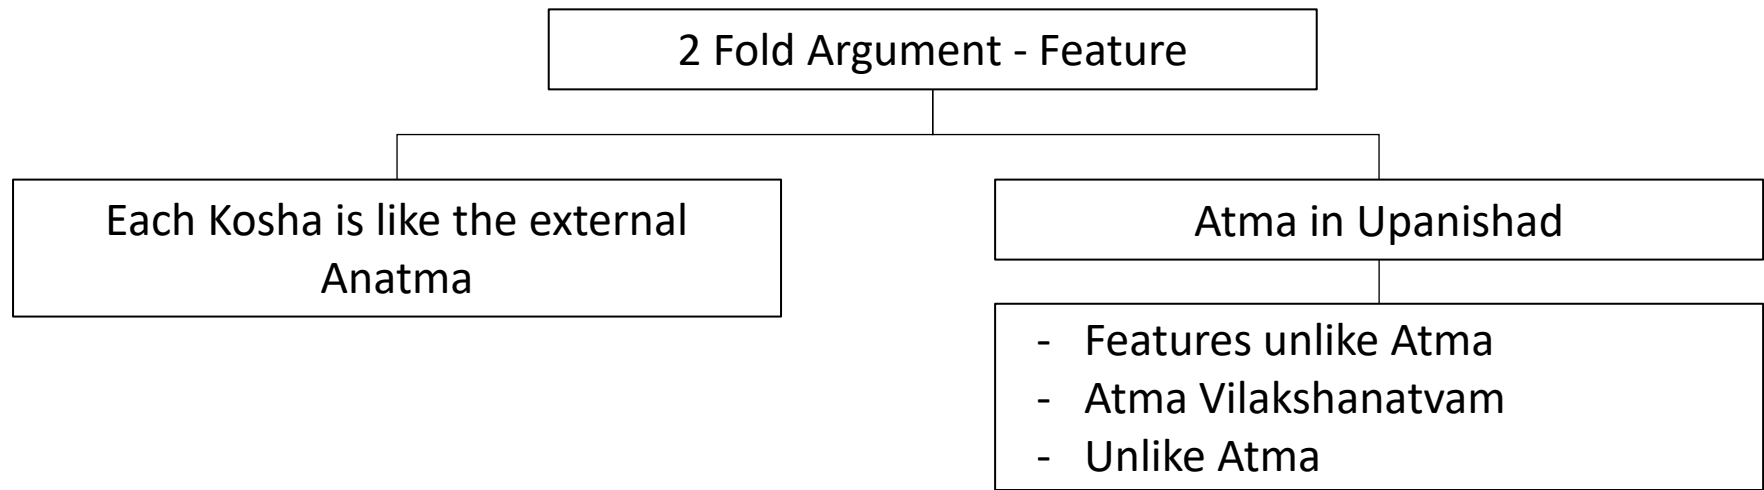 2 Fold Argument - Feature
Each Kosha is like the external
Anatma
Atma in Upanishad
- Features unlike Atma
- Atma Vilakshanatvam
- Unlike Atma